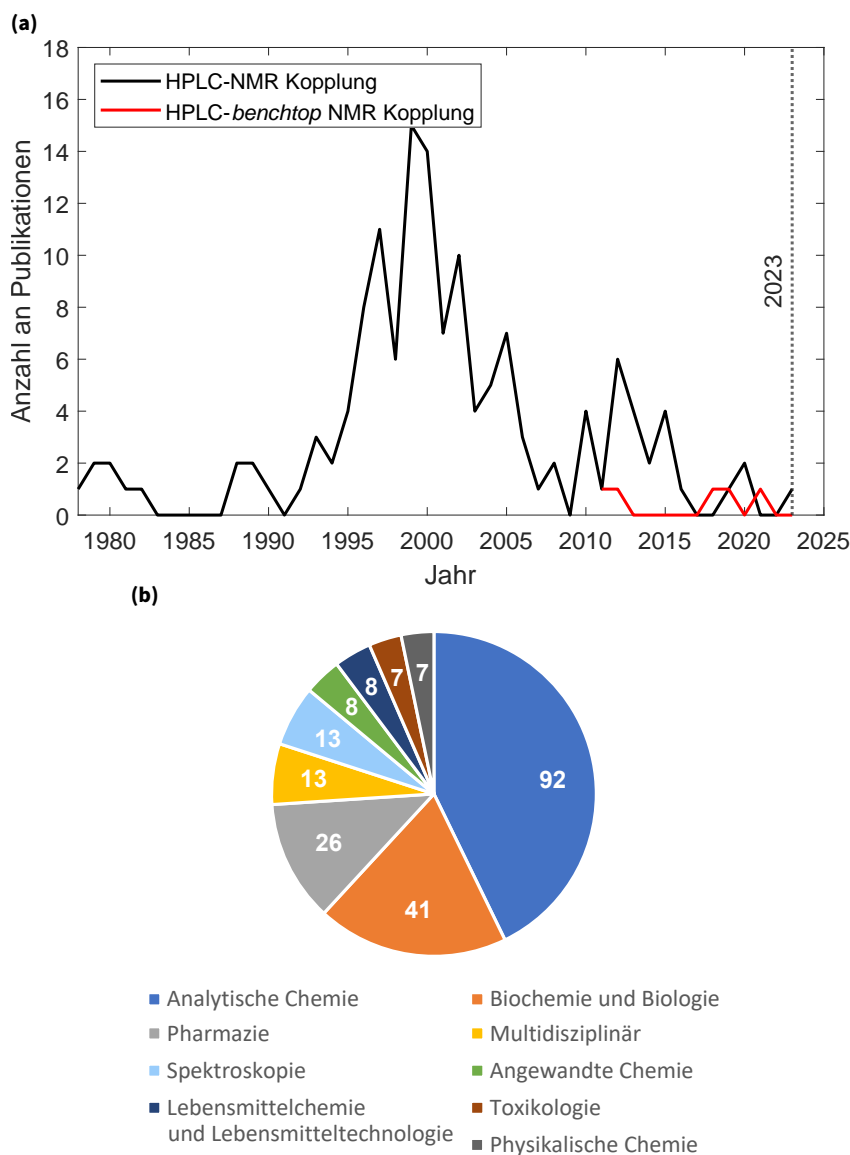 (a)
18
16
14
12
10
8
6
4
2
0
HPLC-NMR Kopplung
HPLC-benchtop NMR Kopplung
Anzahl an Publikationen
2023
1980 1985 1990 1995 2000 2005 2010 2015 2020 2025
Jahr
(b)
92
41
26
13
13
8
8
7
7
Analytische Chemie
Biochemie und Biologie
Pharmazie
Multidisziplinär
Spektroskopie
Angewandte Chemie
Lebensmittelchemie
und Lebensmitteltechnologie
Toxikologie
Physikalische Chemie